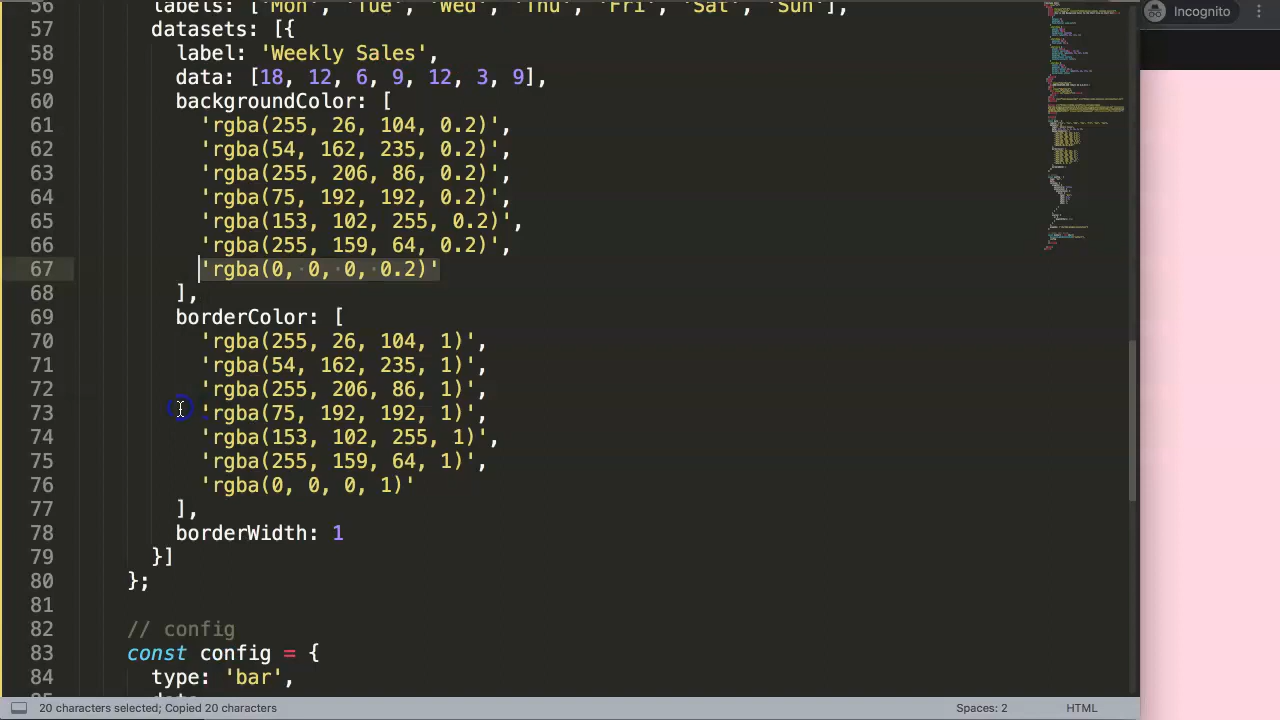 56 labels: ['Mon', 'Tue', 'Wed', 'Thu', 'Fri', 'Sat', 'Sun'],
57 datasets: [{
58 label: 'Weekly Sales',
59 data: [18, 12, 6, 9, 12, 3, 9],
60 backgroundColor: [
61 'rgba(255, 26, 104, 0.2)',
62 'rgba(54, 162, 235, 0.2)',
63 'rgba(255, 206, 86, 0.2)',
64 'rgba(75, 192, 192, 0.2)',
65 'rgba(153, 102, 255, 0.2)',
66 'rgba(255, 159, 64, 0.2)',
67 'rgba(0, 0, 0, 0.2)'
68 ],
69 borderColor: [
70 'rgba(255, 26, 104, 1)',
71 'rgba(54, 162, 235, 1)',
72 'rgba(255, 206, 86, 1)',
73 'rgba(75, 192, 192, 1)',
74 'rgba(153, 102, 255, 1)',
75 'rgba(255, 159, 64, 1)',
76 'rgba(0, 0, 0, 1)'
77 ],
78 borderWidth: 1
79 }]
80 };
81
82 // config
83 const config = {
84 type: 'bar',
Incognito
20 characters selected; Copied 20 characters
Spaces: 2
HTML